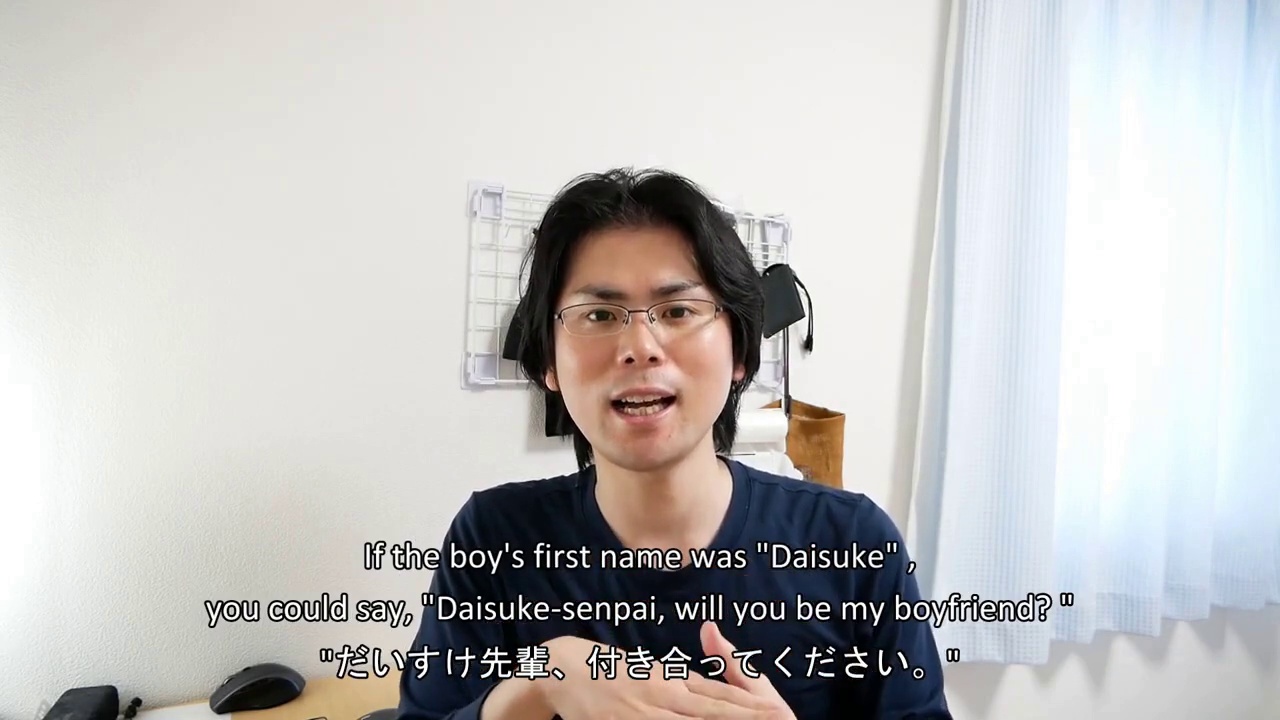 If the boy's first name was "Daisuke" ,
you could say, "Daisuke-senpai, will you be my boyfriend? "
"だいすけ先輩、付き合ってください。"